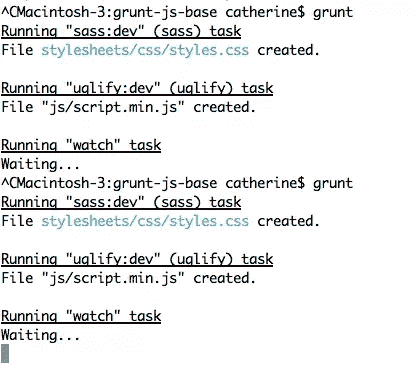 ^CMacintosh-3:grunt-js-base catherine$ grunt
Running "sass:dev" (sass) task
File stylesheets/css/styles.css created.
Running "uglify:dev" (uglify) task
File "js/script.min.js" created.
Running "watch" task
Waiting...
^CMacintosh-3:grunt-js-base catherine$ grunt
Running "sass:dev" (sass) task
File stylesheets/css/styles.css created.
Running "uglify:dev" (uglify) task
File "js/script.min.js" created.
Running "watch" task
Waiting...